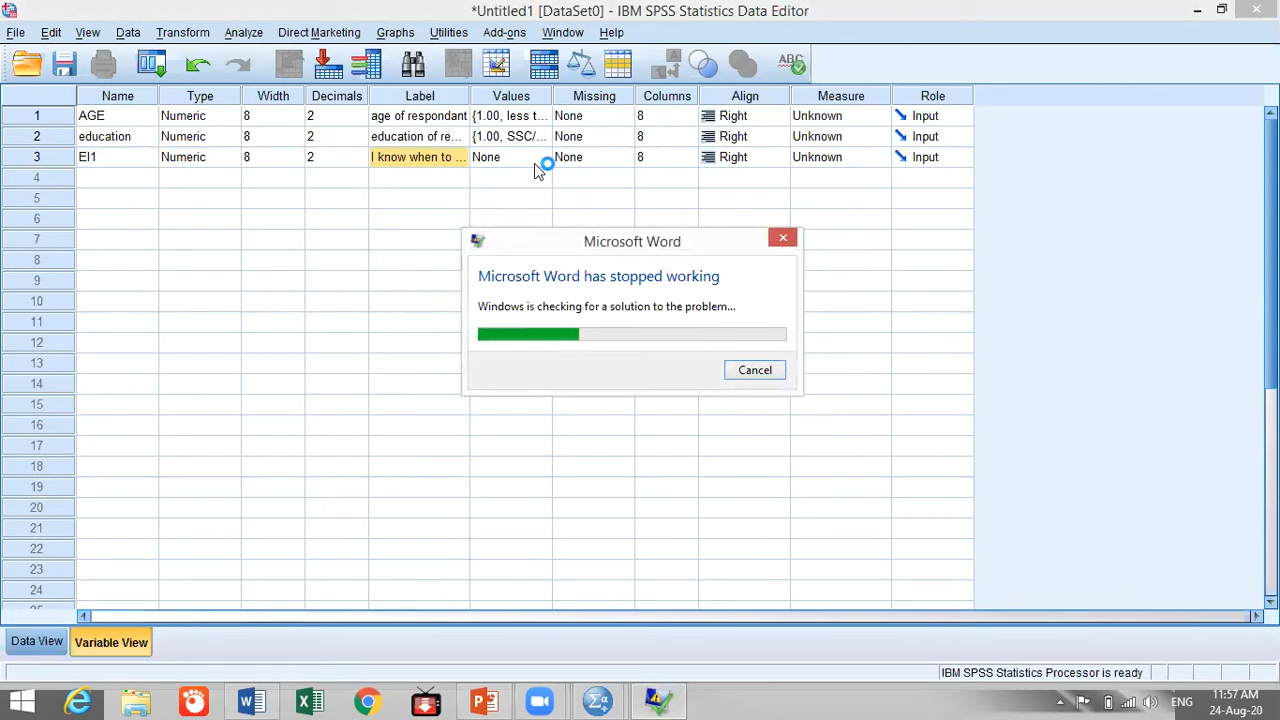 *Untitled1 [DataSet0] - IBM SPSS Statistics Data Editor
File Edit View Data Transform Analyze Direct Marketing Graphs Utilities Add-ons Window Help
ABC
Name Type Width Decimals Label Values Missing Columns Align Measure Role
1 AGE Numeric 8 2 age of respondant {1.00, less t... None 8 Right Unknown Input
2 education Numeric 8 2 education of re... {1.00, SSC/... None 8 Right Unknown Input
3 EI1 Numeric 8 2 I know when to ... None None 8 Right Unknown Input
4
5
6
7
8
9
10
11
12
13
14
15
16
17
18
19
20
21
22
23
24
25
Microsoft Word
Microsoft Word has stopped working
Windows is checking for a solution to the problem...
Cancel
Data View Variable View
IBM SPSS Statistics Processor is ready
ENG
11:57 AM
24-Aug-20